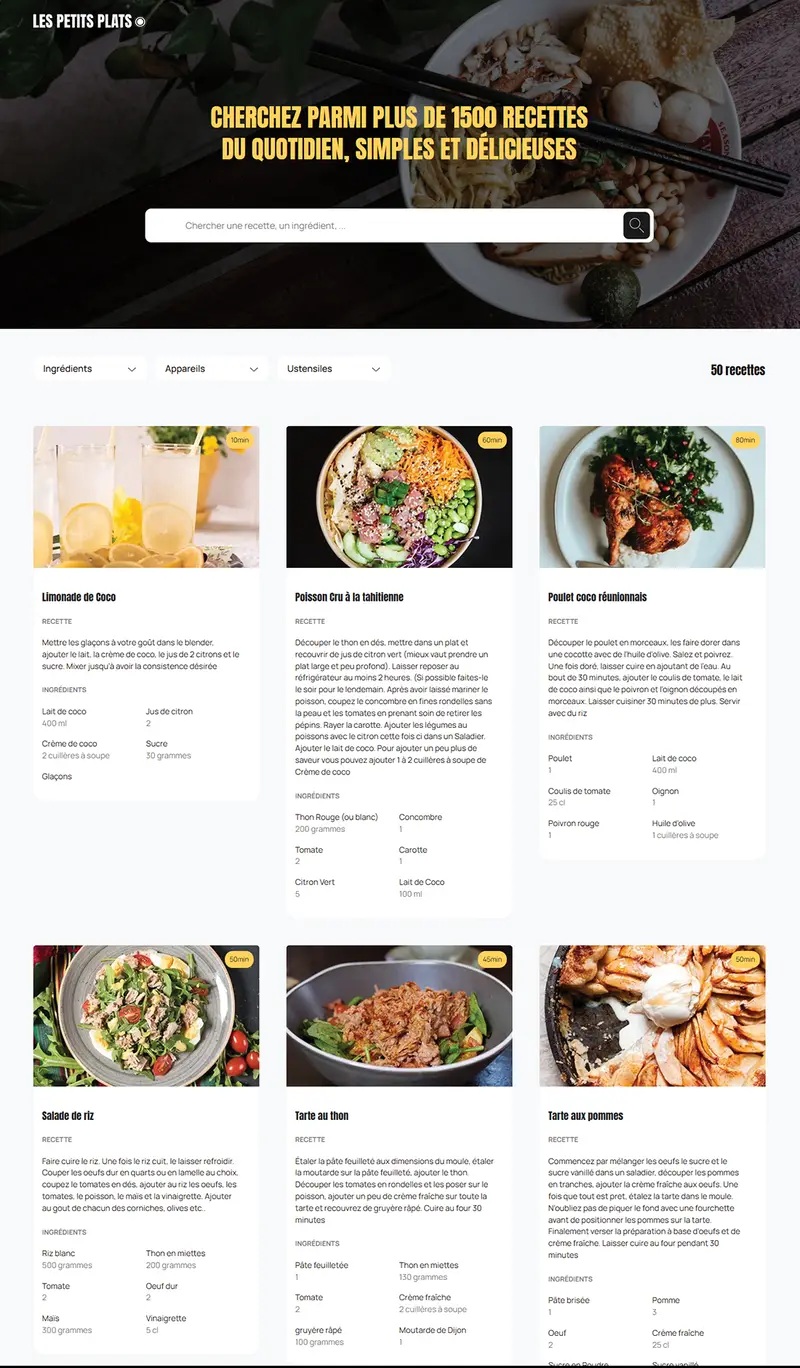 LES PETITS PLATS
CHERCHEZ PARMI PLUS DE 1500 RECETTES
DU QUOTIDIEN, SIMPLES ET DÉLICIEUSES
Chercher une recette, un ingrédient, ...
Ingrédients
Appareils
Ustensiles
50 recettes
10min
Limonade de Coco
RECETTE
Mettre les glaçons à votre goût dans le blender,
ajouter le lait, la crème de coco, le jus de 2 citrons et le
sucre. Mixer jusqu'à avoir la consistence désirée
INGRÉDIENTS
Lait de coco
400 ml
Jus de citron
2
Crème de coco
2 cuillères à soupe
Sucre
30 grammes
Glaçons
60min
Poisson Cru à la tahitienne
RECETTE
Découper le thon en dés, mettre dans un plat et
recouvrir de jus de citron vert (mieux vaut prendre un
plat large et peu profond). Laisser reposer au
réfrigérateur au moins 2 heures. (Si possible faites-le
le soir pour le lendemain. Après avoir laissé mariner le
poisson, coupez le concombre en fines rondelles sans
la peau et les tomates en prenant soin de retirer les
pépins. Rayer la carotte. Ajouter les légumes au
poissons avec le citron cette fois ci dans un Saladier.
Ajouter le lait de coco. Pour ajouter un peu plus de
saveur vous pouvez ajouter 1 à 2 cuillères à soupe de
Crème de coco
INGRÉDIENTS
Thon Rouge (ou blanc)
200 grammes
Concombre
1
Tomate
2
Carotte
1
Citron Vert
5
Lait de Coco
100 ml
80min
Poulet coco réunionnais
RECETTE
Découper le poulet en morceaux, les faire dorer dans
une cocotte avec de l'huile d'olive. Salez et poivrez.
Une fois doré, laisser cuire en ajoutant de l'eau. Au
bout de 30 minutes, ajouter le coulis de tomate, le lait
de coco ainsi que le poivron et l'oignon découpés en
morceaux. Laisser cuisiner 30 minutes de plus. Servir
avec du riz
INGRÉDIENTS
Poulet
1
Lait de coco
400 ml
Coulis de tomate
25 cl
Oignon
1
Poivron rouge
1
Huile d'olive
1 cuillères à soupe
50min
Salade de riz
RECETTE
Faire cuire le riz. Une fois le riz cuit, le laisser refroidir.
Couper les oeufs dur en quarts ou en lamelle au choix,
coupez le tomates en dés, ajouter au riz les oeufs, les
tomates, le poisson, le maïs et la vinaigrette. Ajouter
au gout de chacun des corniches, olives etc..
INGRÉDIENTS
Riz blanc
500 grammes
Thon en miettes
200 grammes
Tomate
2
Oeuf dur
2
Maïs
300 grammes
Vinaigrette
5 cl
45min
Tarte au thon
RECETTE
Étaler la pâte feuilleté aux dimensions du moule, étaler
la moutarde sur la pâte feuilleté, ajouter le thon.
Découper les tomates en rondelles et les poser sur le
poisson, ajouter un peu de crème fraîche sur toute la
tarte et recouvrez de gruyère râpé. Cuire au four 30
minutes
INGRÉDIENTS
Pâte feuilletée
1
Thon en miettes
130 grammes
Tomate
2
Crème fraîche
2 cuillères à soupe
gruyère râpé
100 grammes
Moutarde de Dijon
1
50min
Tarte aux pommes
RECETTE
Commencez par mélanger les oeufs le sucre et le
sucre vanillé dans un saladier, découper les pommes
en tranches, ajouter la crème fraîche aux oeufs. Une
fois que tout est pret, étalez la tarte dans le moule.
N'oubliez pas de piquer le fond avec une fourchette
avant de positionner les pommes sur la tarte.
Finalement verser la préparation à base d'oeufs et de
crème fraîche. Laisser cuire au four pendant 30
minutes
INGRÉDIENTS
Pâte brisée
1
Pomme
3
Oeuf
2
Crème fraîche
25 cl
Sucre en Poudre
Sucre vanillé